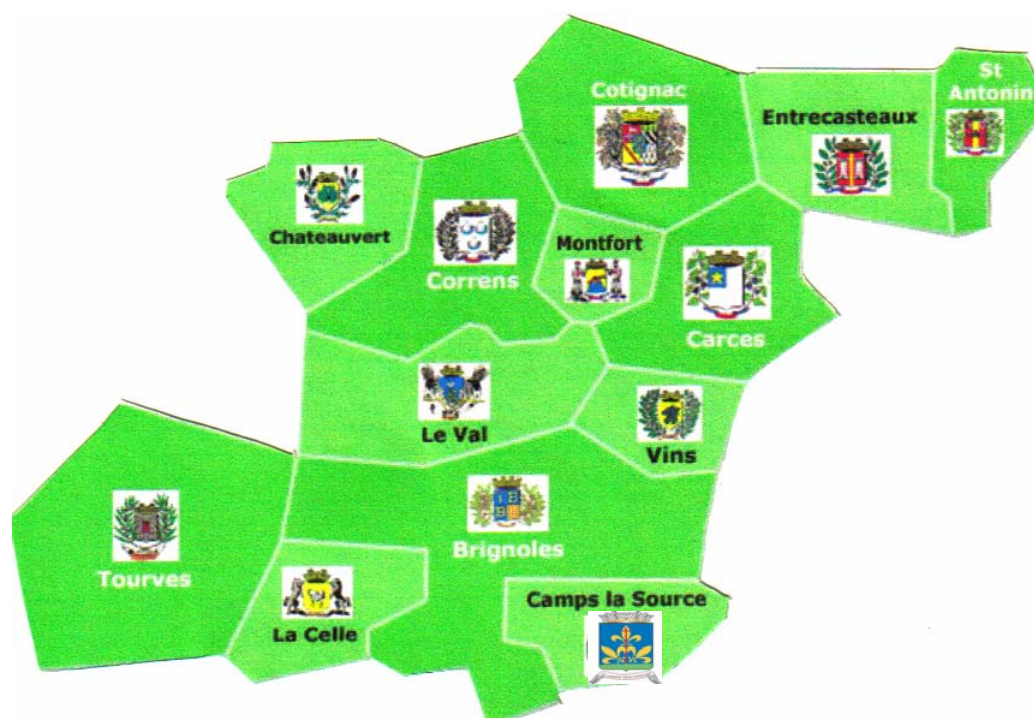 Cotignac
St
Antonin
Entrecasteaux
Chateauvert
Correns
Montfort
Carces
Le Val
Vins
Tourves
Brignoles
La Celle
Camps la Source